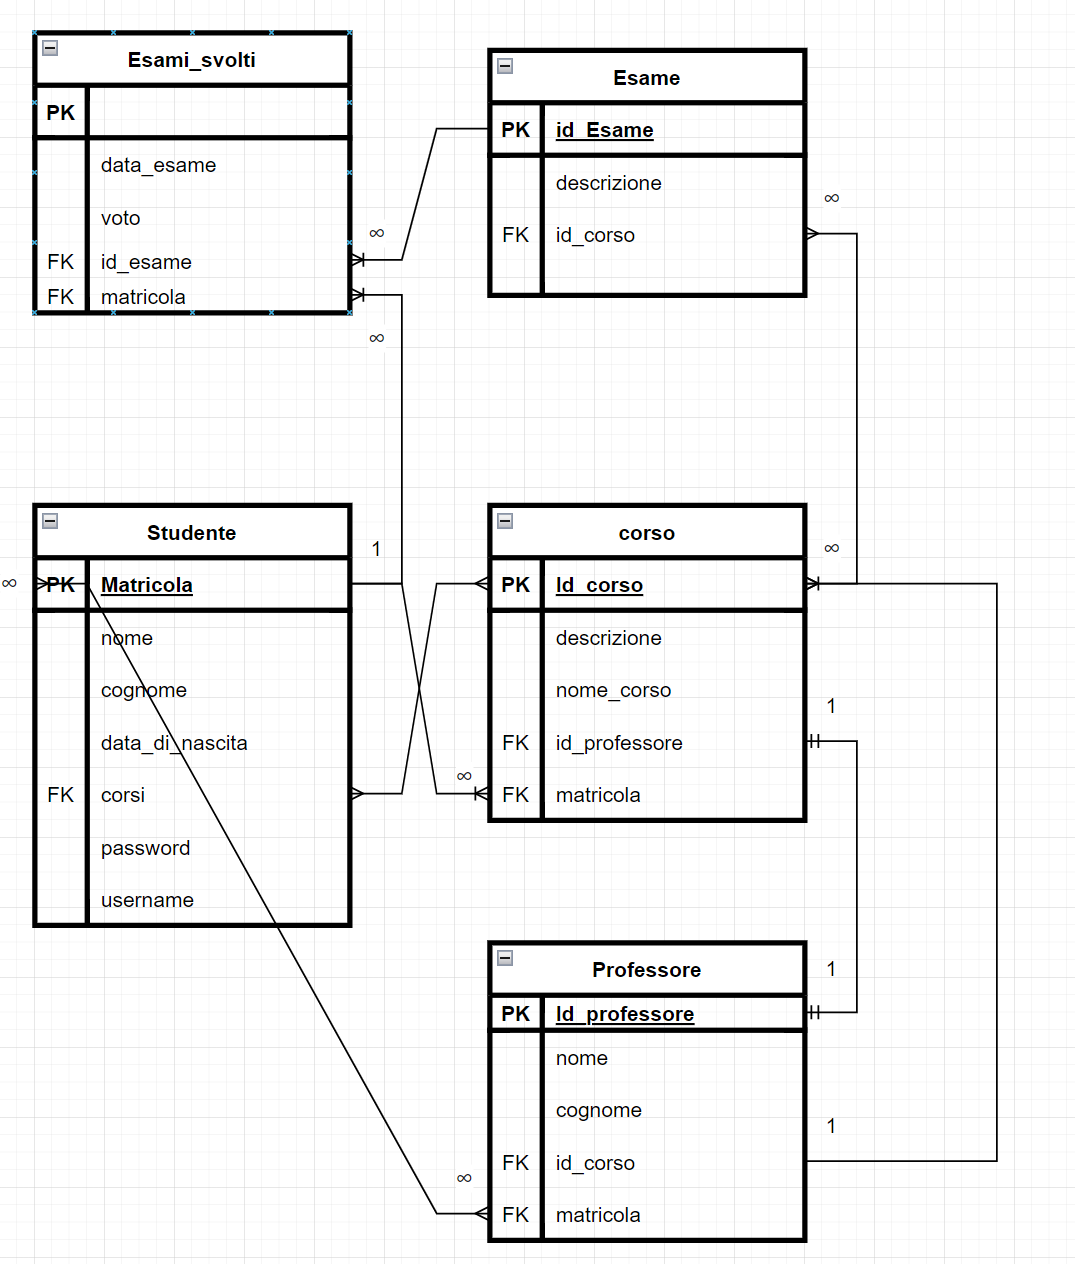 Esami_svolti
PK
data_esame
voto
FK id_esame
FK matricola
∞
∞
Esame
PK id_Esame
descrizione
FK id_corso
∞
Studente
∞ PK Matricola
nome
cognome
data_di_nascita
FK corsi
password
username
1
∞
corso
PK Id_corso
descrizione
nome_corso
FK id_professore
FK matricola
∞
1
Professore
PK Id_professore
nome
cognome
FK id_corso
FK matricola
1
1
∞